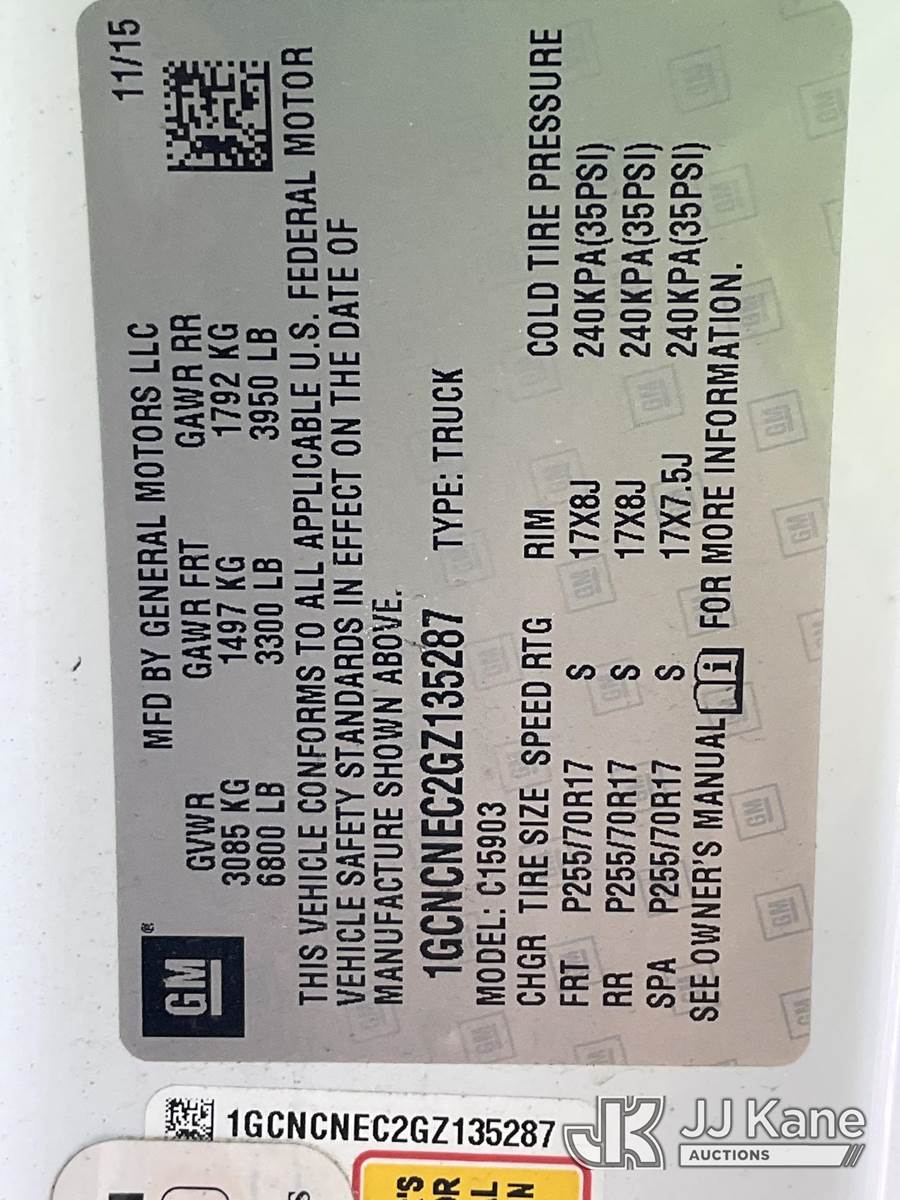 GM
®
MFD BY GENERAL MOTORS LLC 11/15
GVWR GAWR FRT GAWR RR
3085 KG 1497 KG 1792 KG
6800 LB 3300 LB 3950 LB
THIS VEHICLE CONFORMS TO ALL APPLICABLE U.S. FEDERAL MOTOR
VEHICLE SAFETY STANDARDS IN EFFECT ON THE DATE OF
MANUFACTURE SHOWN ABOVE.
1GCNCNEC2GZ135287 TYPE: TRUCK
MODEL: C15903
CHGR TIRE SIZE SPEED RTG RIM COLD TIRE PRESSURE
FRT P255/70R17 S 17X8J 240KPA(35PSI)
RR P255/70R17 S 17X8J 240KPA(35PSI)
SPA P255/70R17 S 17X7.5J 240KPA(35PSI)
SEE OWNER'S MANUAL i FOR MORE INFORMATION.
1GCNCNEC2GZ135287
JK JJ Kane
AUCTIONS